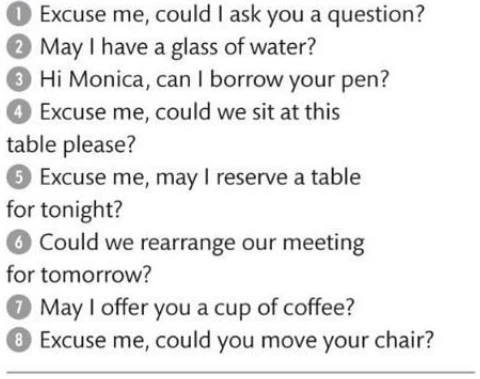 1 Excuse me, could I ask you a question?
2 May I have a glass of water?
3 Hi Monica, can I borrow your pen?
4 Excuse me, could we sit at this
table please?
5 Excuse me, may I reserve a table
for tonight?
6 Could we rearrange our meeting
for tomorrow?
7 May I offer you a cup of coffee?
8 Excuse me, could you move your chair?